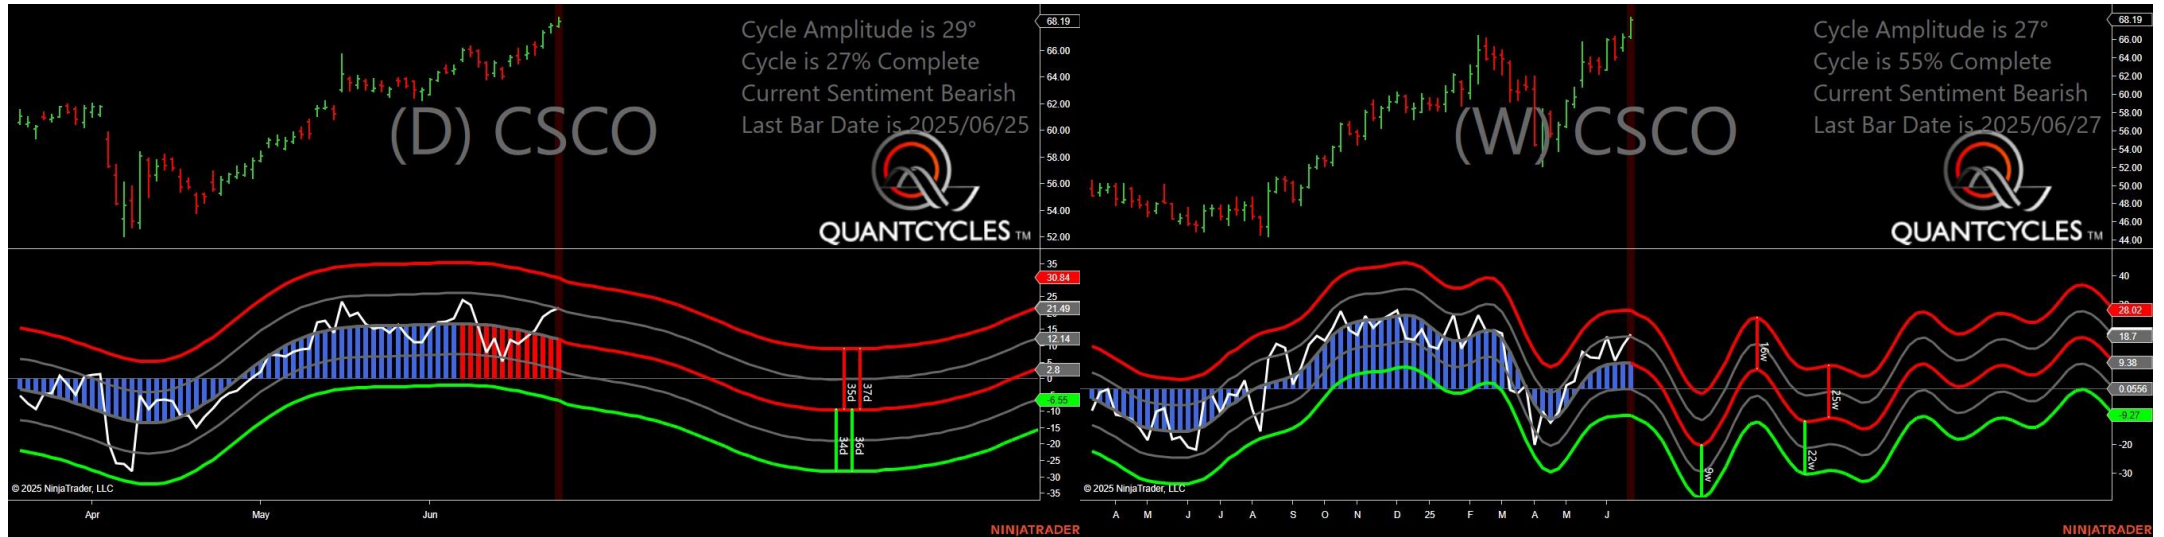 Cycle Amplitude is 29°
Cycle is 27% Complete
Current Sentiment Bearish
Last Bar Date is 2025/06/25
(D) CSCO
QUANTCYCLES TM
68.19
66.00
64.00
62.00
60.00
58.00
56.00
54.00
52.00
35
30.84
25
21.49
15
12.14
10
5
2.8
0
-6.55
-10
-15
-20
-25
-30
-35
35d
37d
34d
36d
© 2025 NinjaTrader, LLC
Apr
May
Jun
NINJATRADER
Cycle Amplitude is 27°
Cycle is 55% Complete
Current Sentiment Bearish
Last Bar Date is 2025/06/27
(W) CSCO
QUANTCYCLES TM
68.19
66.00
64.00
62.00
60.00
58.00
56.00
54.00
52.00
50.00
48.00
46.00
44.00
40
28.02
18.7
9.38
0.0556
-9.27
-20
-30
16w
25w
9w
22w
© 2025 NinjaTrader, LLC
A M J J A S O N D 25 F M A M J
NINJATRADER